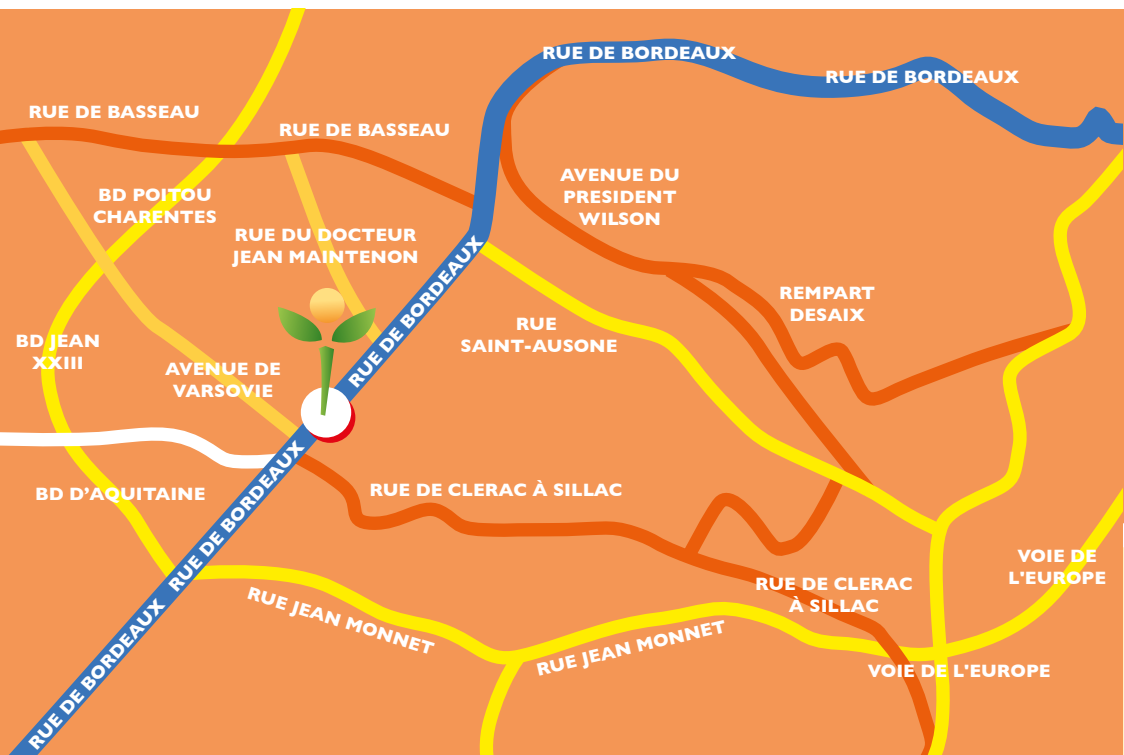 RUE DE BORDEAUX
RUE DE BORDEAUX
RUE DE BASSEAU
RUE DE BASSEAU
AVENUE DU
PRESIDENT
WILSON
BD POITOU
CHARENTES
RUE DU DOCTEUR
JEAN MAINTENON
RUE DE BORDEAUX
REMPART
DESAIX
RUE
SAINT-AUSONE
BD JEAN
XXIII
AVENUE DE
VARSOVIE
BD D'AQUITAINE
RUE DE BORDEAUX
RUE DE CLERAC À SILLAC
VOIE DE
L'EUROPE
RUE DE CLERAC
À SILLAC
RUE JEAN MONNET
RUE JEAN MONNET
RUE DE BORDEAUX
VOIE DE L'EUROPE